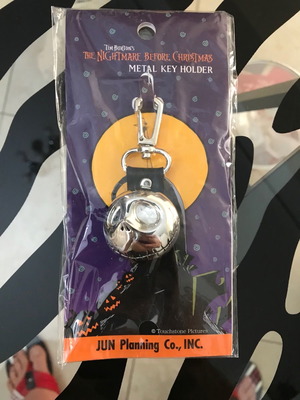 TIM BURTON'S
THE NIGHTMARE BEFORE CHRISTMAS
METAL KEY HOLDER
© Touchstone Pictures
JUN Planning Co., INC.